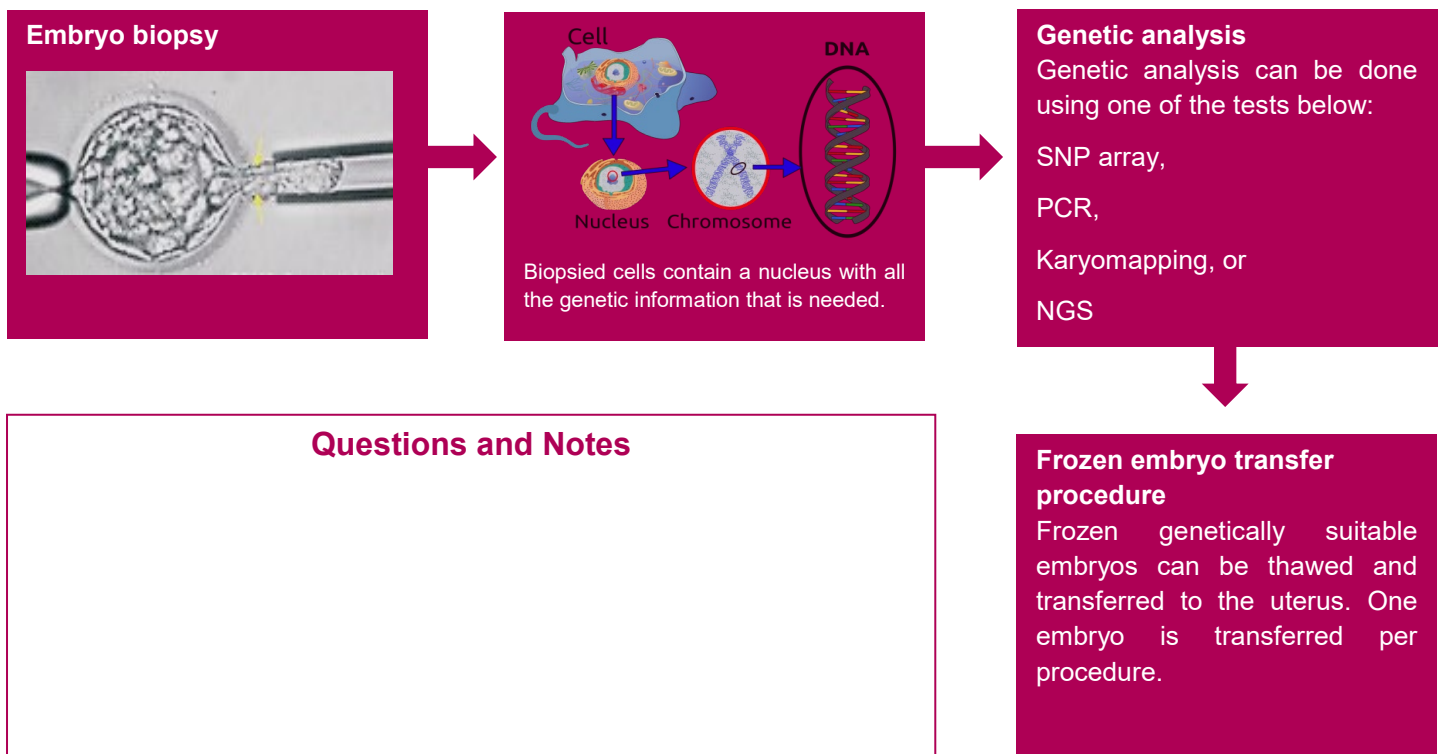 Embryo biopsy
Cell
DNA
Nucleus
Chromosome
Biopsied cells contain a nucleus with all
the genetic information that is needed.
Genetic analysis
Genetic analysis can be done
using one of the tests below:
SNP array,
PCR,
Karyomapping, or
NGS
Questions and Notes
Frozen embryo transfer
procedure
Frozen genetically suitable
embryos can be thawed and
transferred to the uterus. One
embryo is transferred per
procedure.